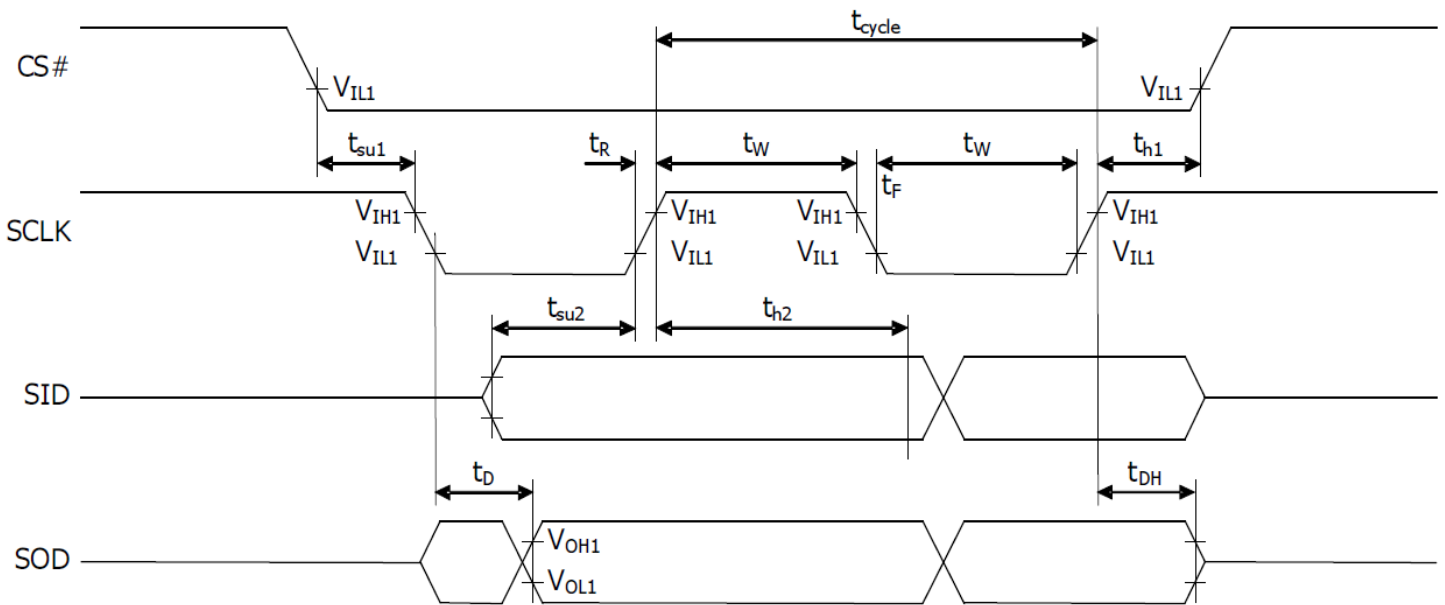 t_cycle
CS#
V_IL1 V_IL1
t_su1 t_R t_W t_W t_h1
t_F
SCLK
V_IH1 V_IH1 V_IH1 V_IH1
V_IL1 V_IL1 V_IL1 V_IL1
t_su2 t_h2
SID
t_D t_DH
SOD
V_OH1
V_OL1